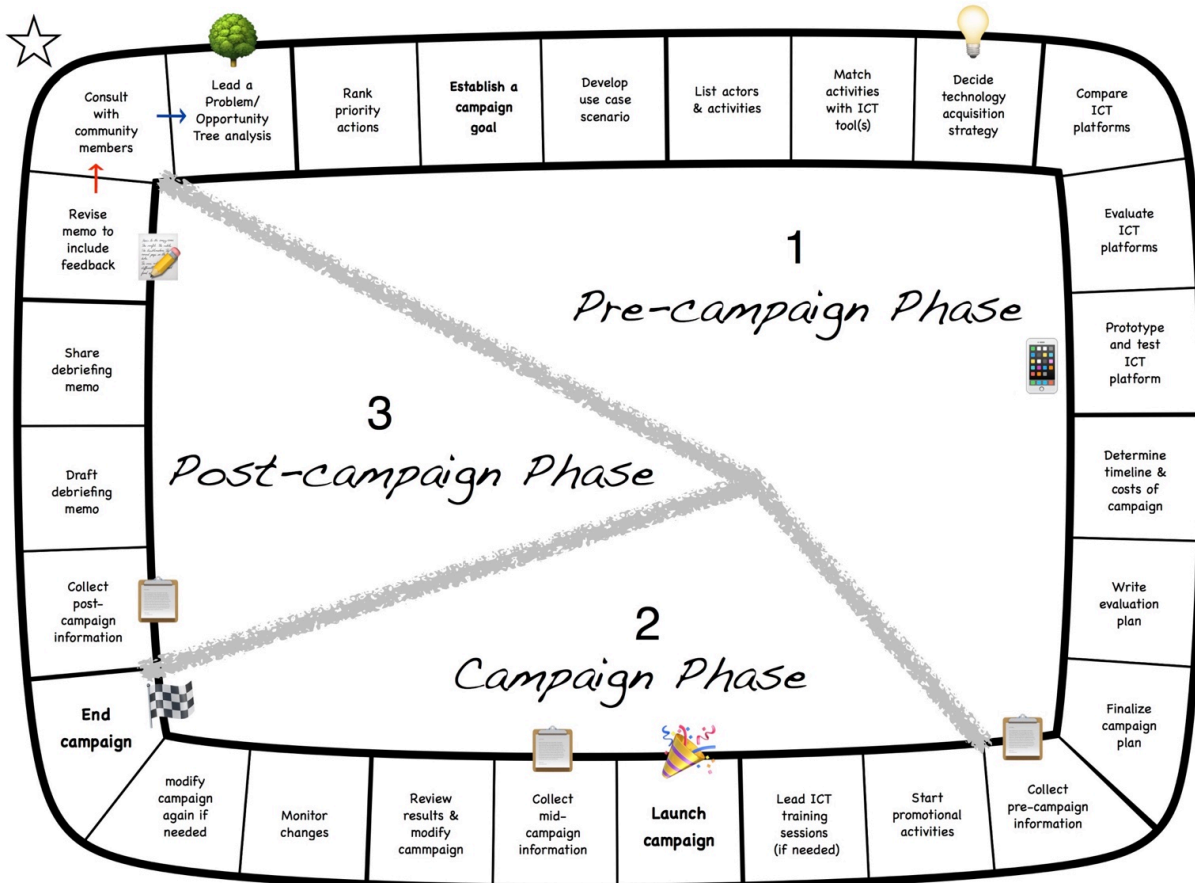 Consult
with
community
members
Lead a
Problem/
Opportunity
Tree analysis
Rank
priority
actions
Establish a
campaign
goal
Develop
use case
scenario
List actors
& activities
Match
activities
with ICT
tool(s)
Decide
technology
acquisition
strategy
Compare
ICT
platforms
Evaluate
ICT
platforms
Prototype
and test
ICT
platform
Determine
timeline &
costs of
campaign
Write
evaluation
plan
Finalize
campaign
plan
Collect
pre-campaign
information
Start
promotional
activities
Lead ICT
training
sessions
(if needed)
Launch
campaign
Collect
mid-
campaign
information
Review
results &
modify
cammpaign
Monitor
changes
modify
campaign
again if
needed
End
campaign
Collect
post-
campaign
information
Draft
debriefing
memo
Share
debriefing
memo
Revise
memo to
include
feedback
1
Pre-campaign Phase
2
Campaign Phase
3
Post-campaign Phase